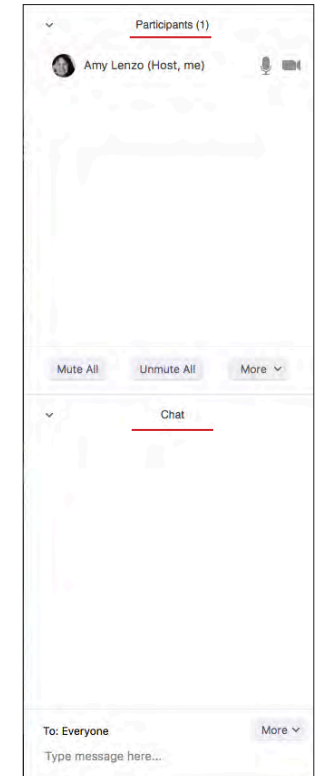 Participants (1)
Amy Lenzo (Host, me)
Mute All Unmute All More
Chat
To: Everyone More
Type message here...